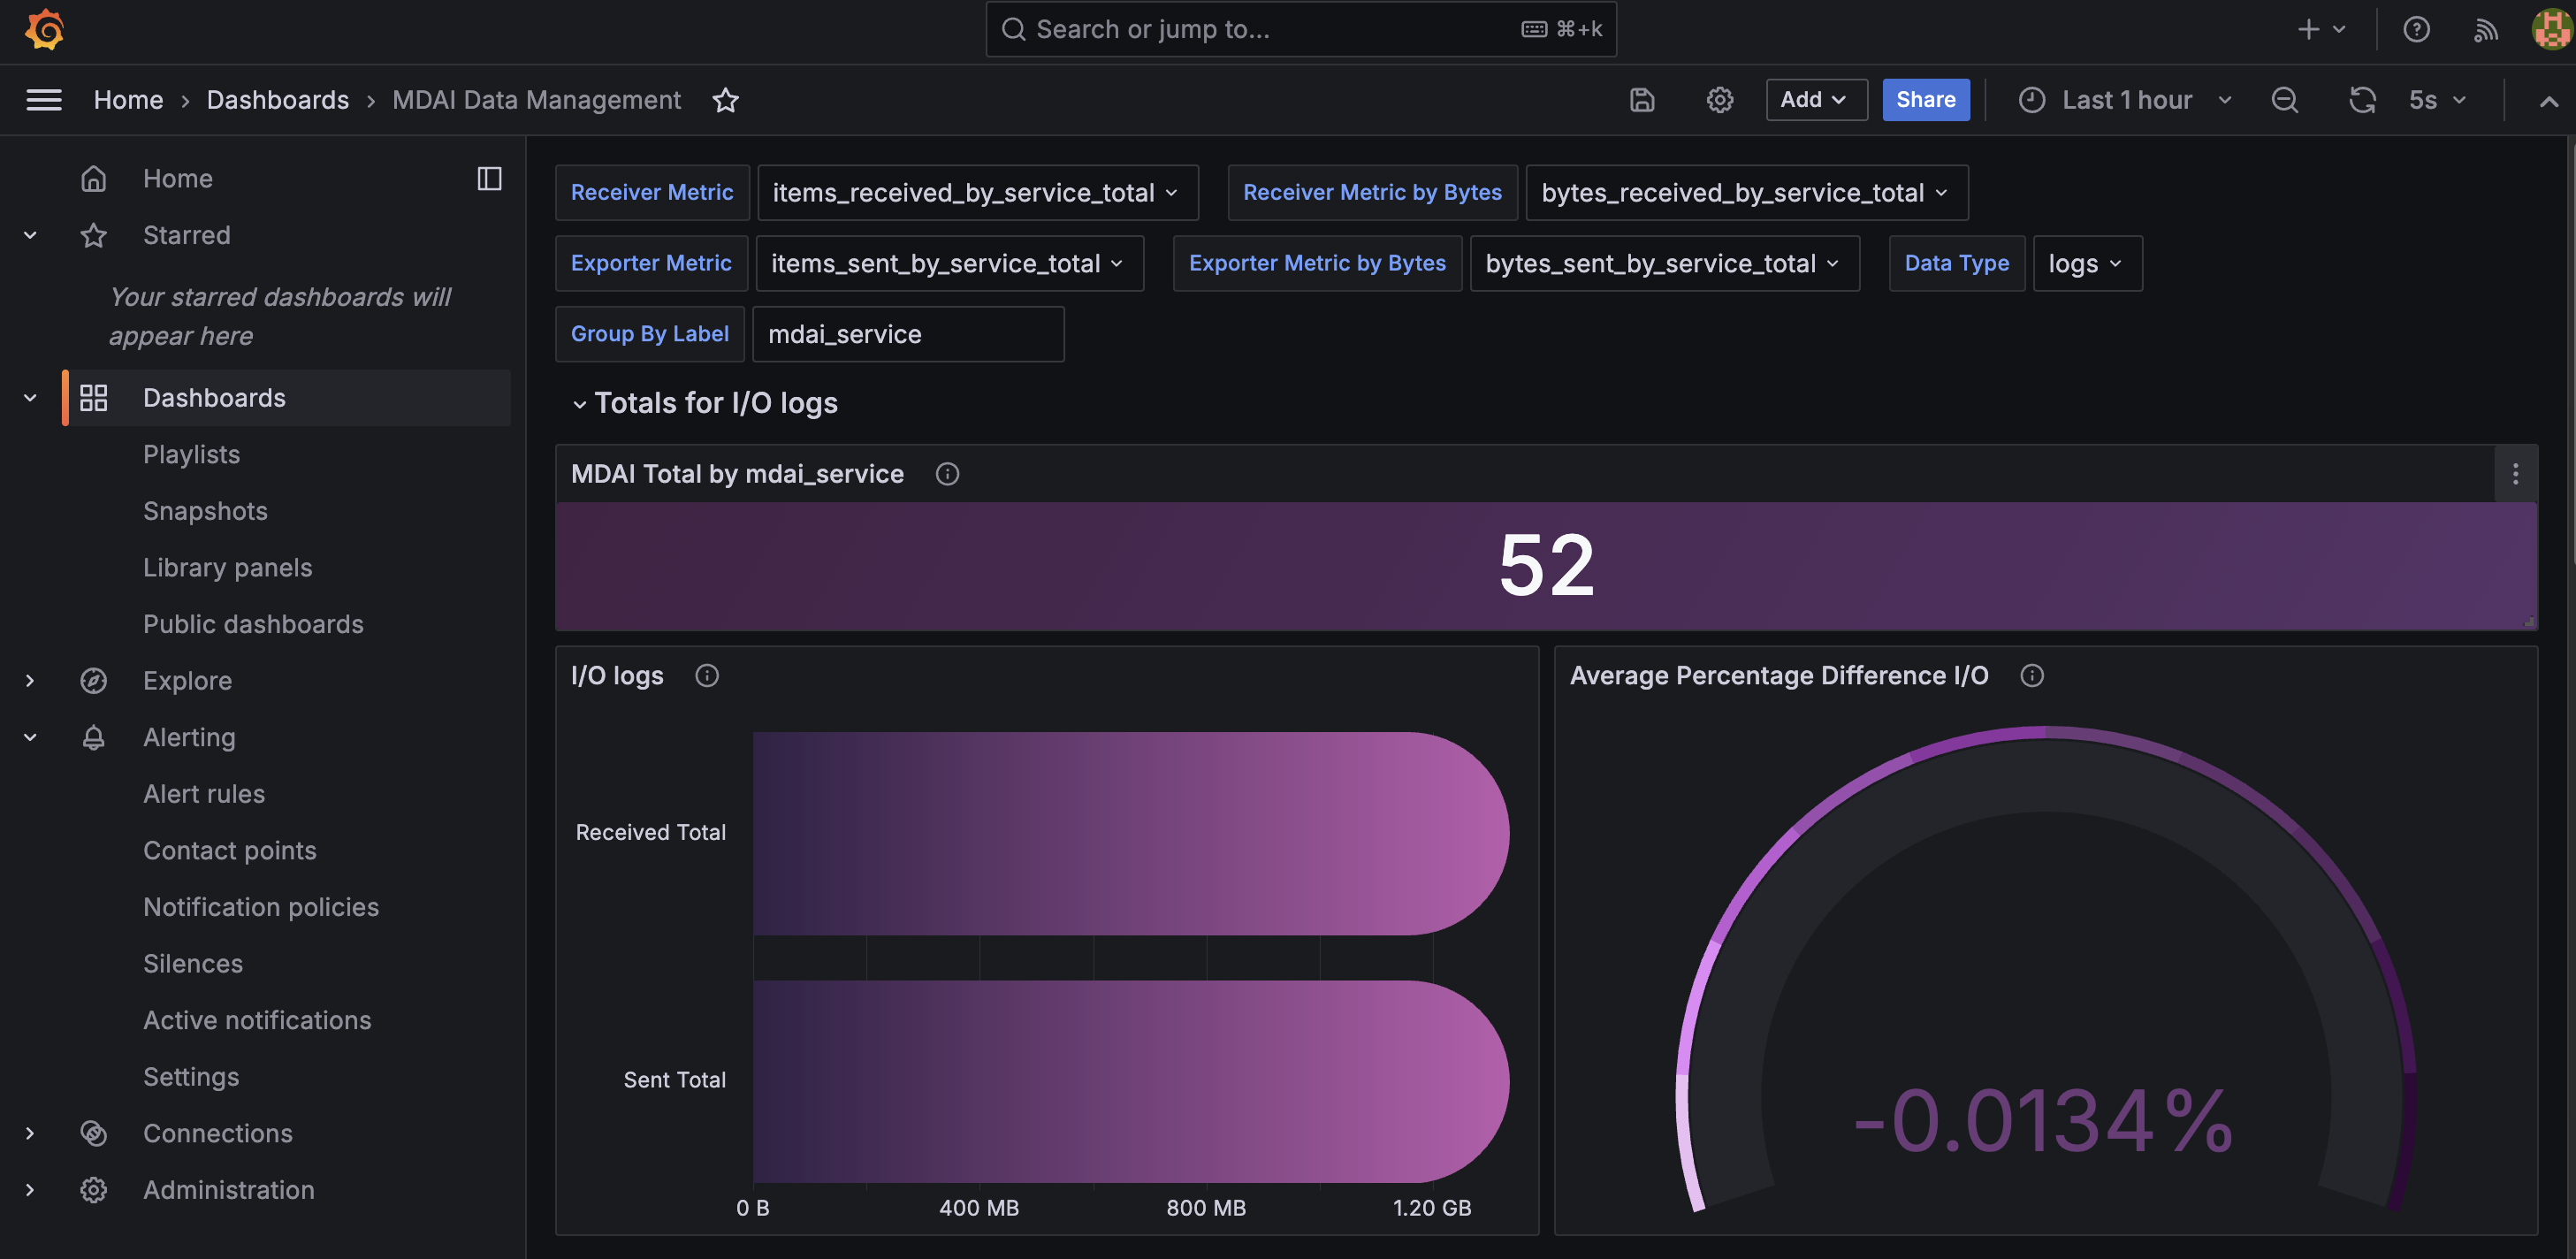 Search or jump to...
⌘+k
Home › Dashboards › MDAI Data Management
Add
Share
Last 1 hour
5s
Home
Starred
Your starred dashboards will
appear here
Dashboards
Playlists
Snapshots
Library panels
Public dashboards
Explore
Alerting
Alert rules
Contact points
Notification policies
Silences
Active notifications
Settings
Connections
Administration
Receiver Metric items_received_by_service_total Receiver Metric by Bytes bytes_received_by_service_total
Exporter Metric items_sent_by_service_total Exporter Metric by Bytes bytes_sent_by_service_total Data Type logs
Group By Label mdai_service
Totals for I/O logs
MDAI Total by mdai_service
52
I/O logs
Received Total
Sent Total
0 B 400 MB 800 MB 1.20 GB
Average Percentage Difference I/O
-0.0134%